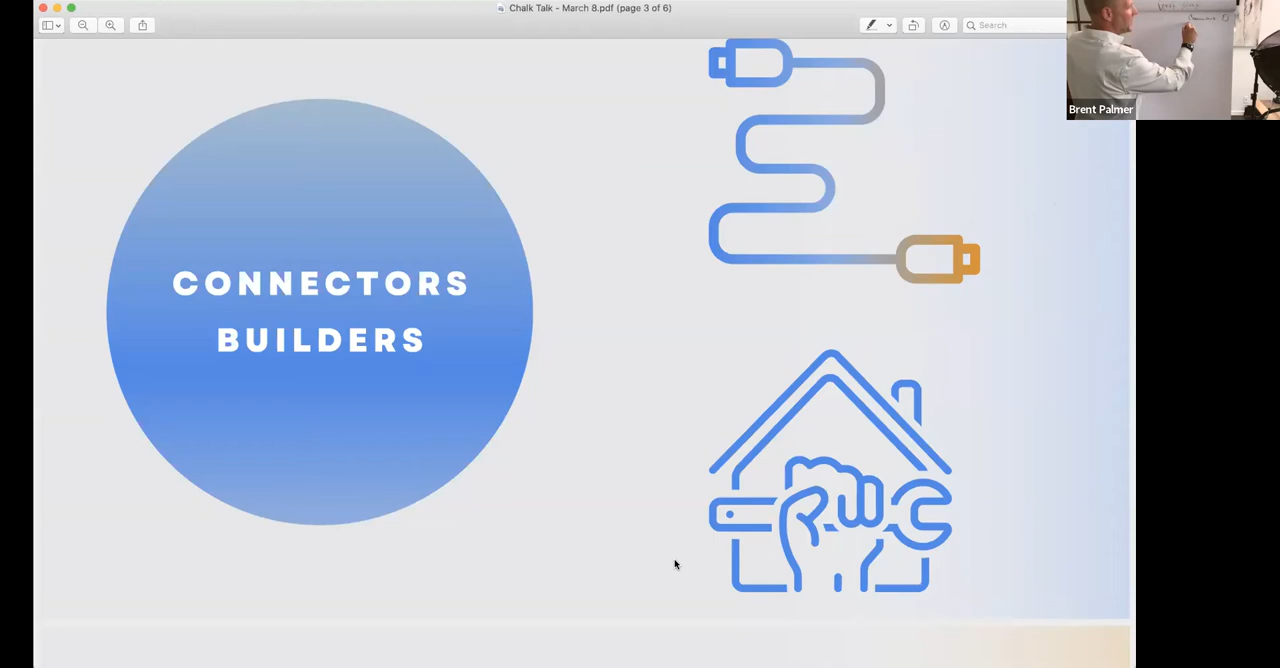 Chalk Talk - March 8.pdf (page 3 of 6)
Search
Brent Palmer
CONNECTORS
BUILDERS